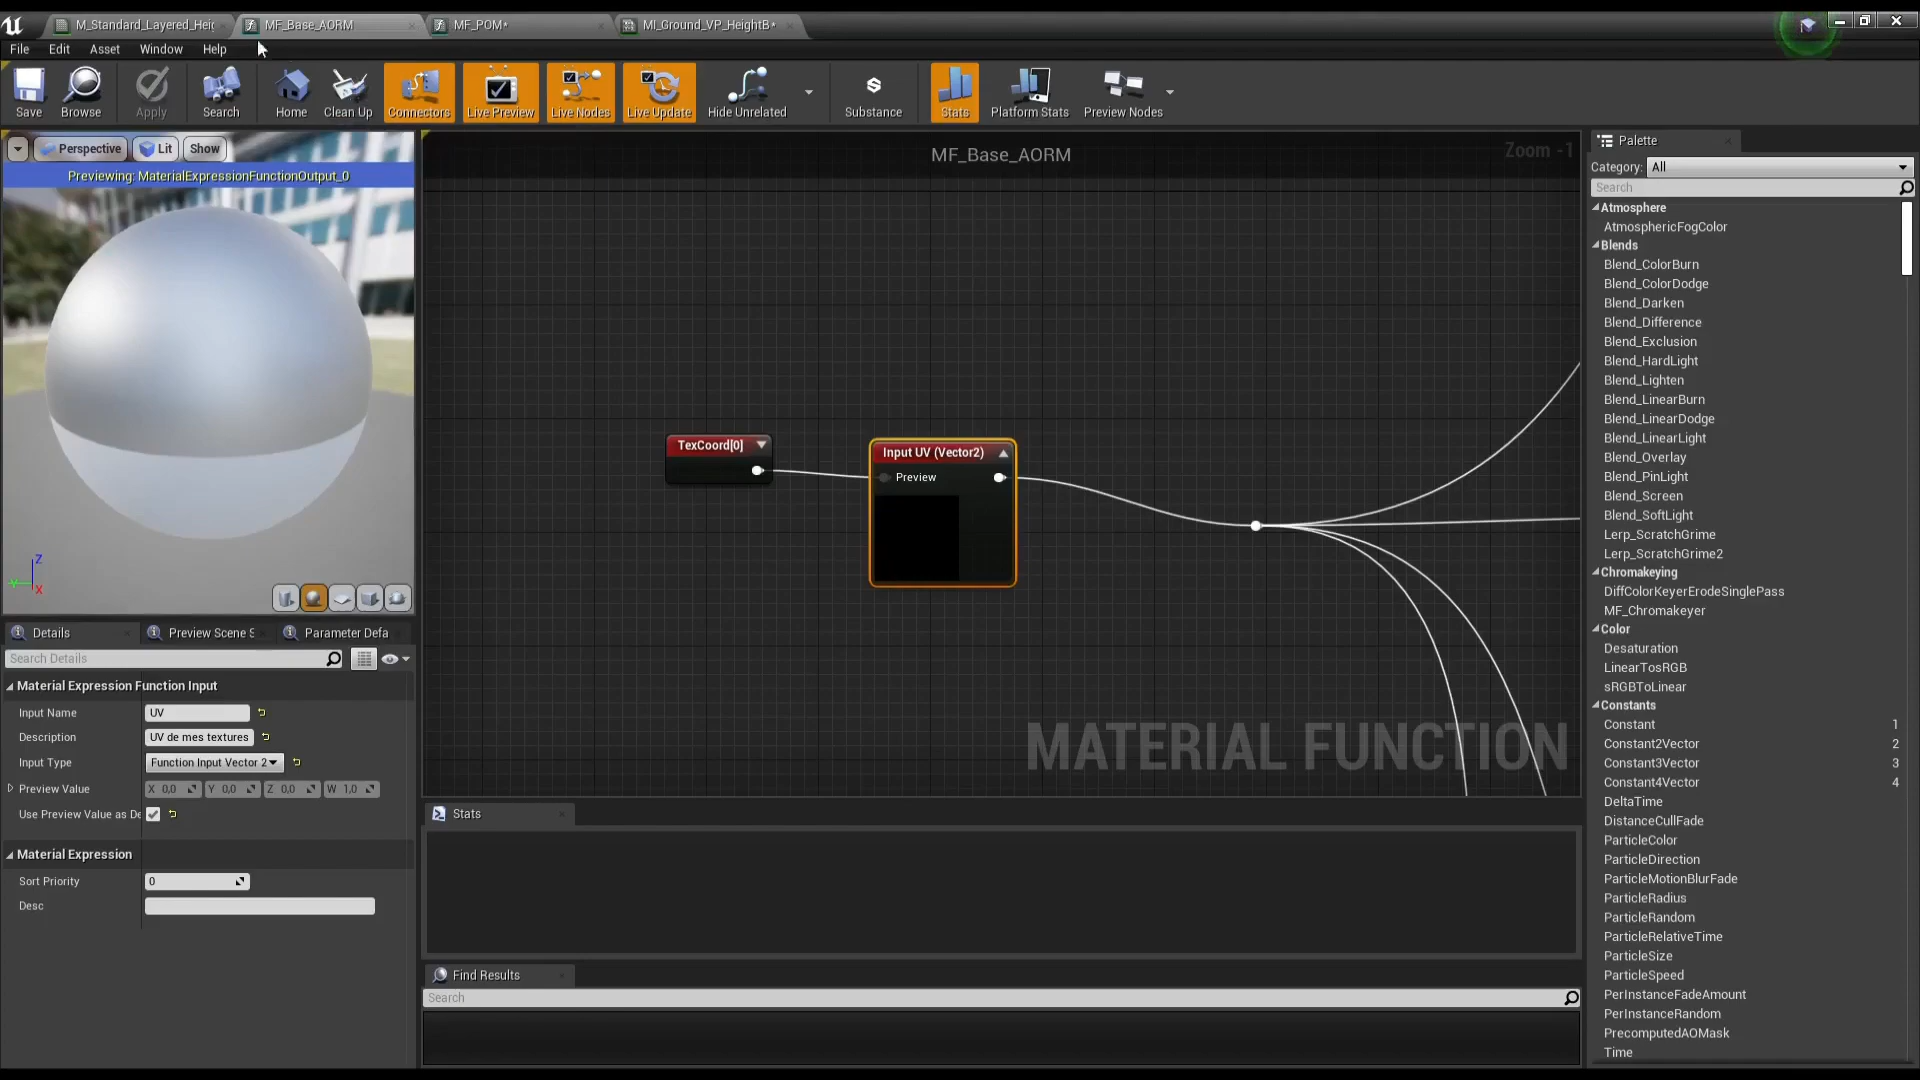 M_Standard_Layered_Hei
MF_Base_AORM
MF_POM*
MI_Ground_VP_HeightB*
File
Edit
Asset
Window
Help
Save
Browse
Apply
Search
Home
Clean Up
Connectors
Live Preview
Live Nodes
Live Update
Hide Unrelated
Substance
Stats
Platform Stats
Preview Nodes
Perspective
Lit
Show
Previewing: MaterialExpressionFunctionOutput_0
Z
Y
X
MF_Base_AORM
Zoom -1
TexCoord[0]
Input UV (Vector2)
Preview
MATERIAL FUNCTION
Details
Preview Scene S
Parameter Defa
Search Details
Material Expression Function Input
Input Name
UV
Description
UV de mes textures
Input Type
Function Input Vector 2
Preview Value
X 0,0
Y 0,0
Z 0,0
W 1,0
Use Preview Value as De
Material Expression
Sort Priority
0
Desc
Stats
Find Results
Search
Palette
Category:
All
Search
Atmosphere
AtmosphericFogColor
Blends
Blend_ColorBurn
Blend_ColorDodge
Blend_Darken
Blend_Difference
Blend_Exclusion
Blend_HardLight
Blend_Lighten
Blend_LinearBurn
Blend_LinearDodge
Blend_LinearLight
Blend_Overlay
Blend_PinLight
Blend_Screen
Blend_SoftLight
Lerp_ScratchGrime
Lerp_ScratchGrime2
Chromakeying
DiffColorKeyerErodeSinglePass
MF_Chromakeyer
Color
Desaturation
LinearTosRGB
sRGBToLinear
Constants
Constant 1
Constant2Vector 2
Constant3Vector 3
Constant4Vector 4
DeltaTime
DistanceCullFade
ParticleColor
ParticleDirection
ParticleMotionBlurFade
ParticleRadius
ParticleRandom
ParticleRelativeTime
ParticleSize
ParticleSpeed
PerInstanceFadeAmount
PerInstanceRandom
PrecomputedAOMask
Time